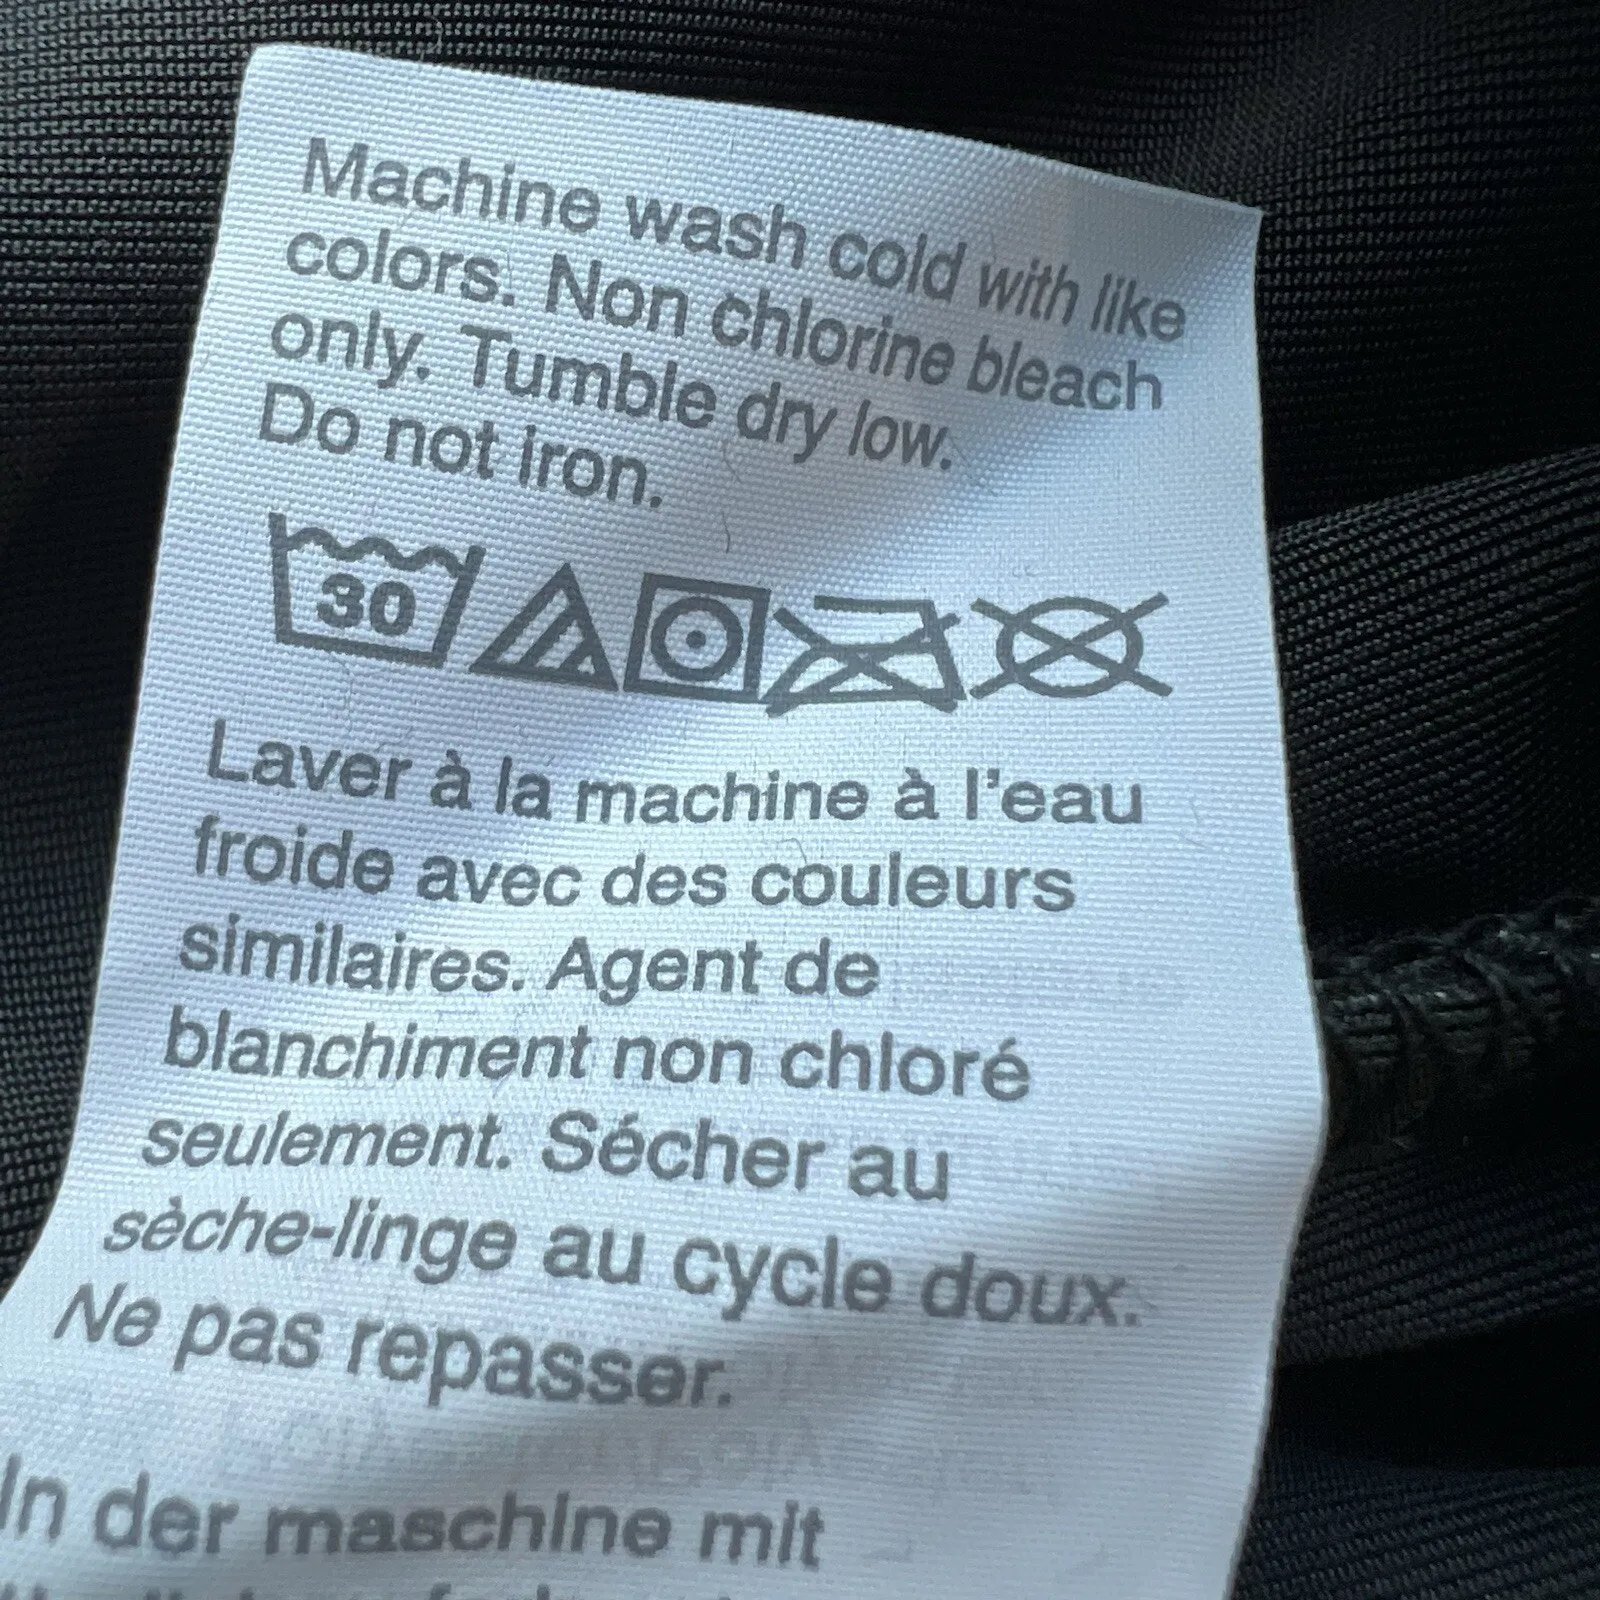 Machine wash cold with like
colors. Non chlorine bleach
only. Tumble dry low.
Do not iron.
30
Laver à la machine à l'eau
froide avec des couleurs
similaires. Agent de
blanchiment non chloré
seulement. Sécher au
sèche-linge au cycle doux.
Ne pas repasser.
In der maschine mit